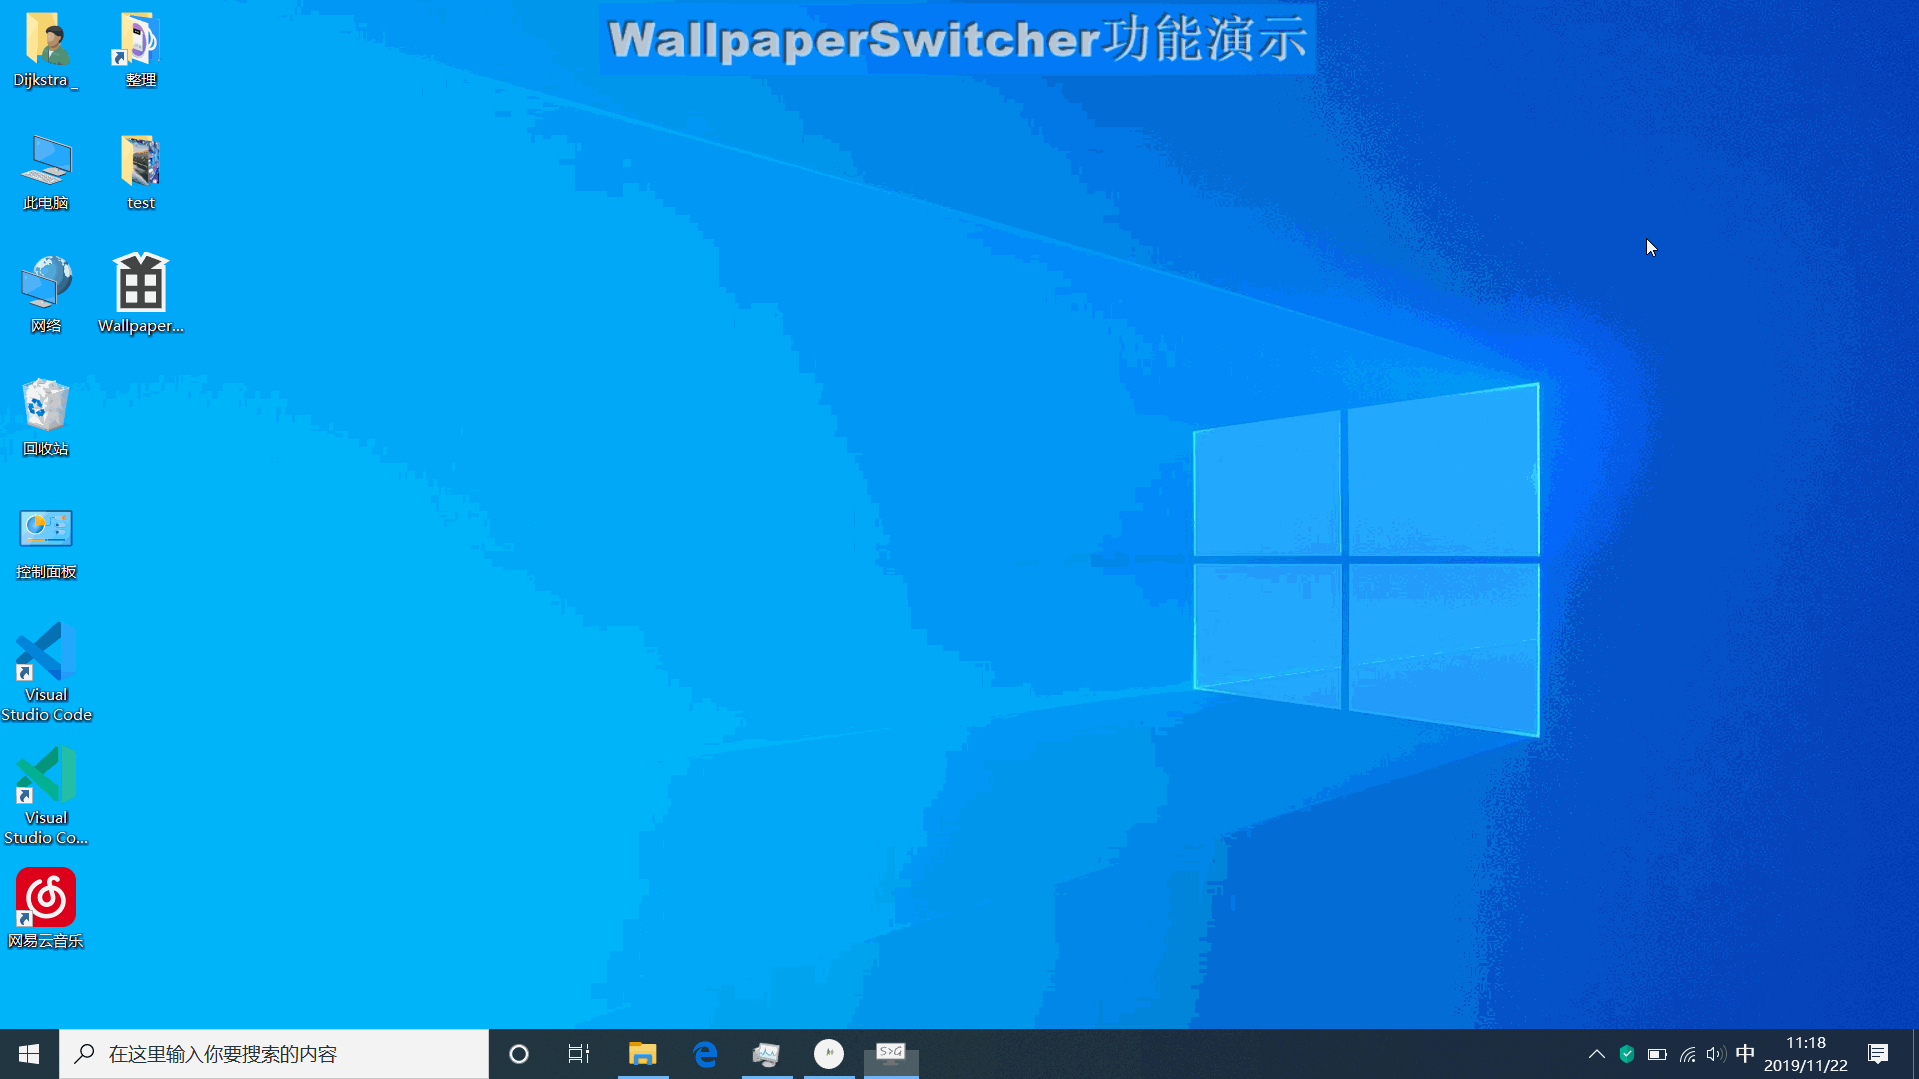 WallpaperSwitcher功能演示
Dijkstra _
整理
此电脑
test
网络
Wallpaper...
回收站
控制面板
Visual
Studio Code
Visual
Studio Co...
网易云音乐
在这里输入你要搜索的内容
S>G
中
11:18
2019/11/22